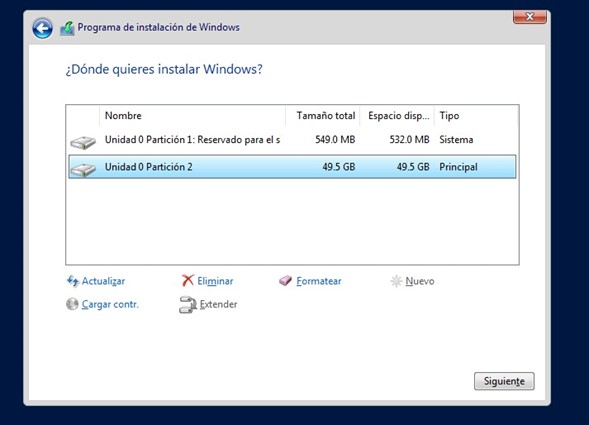 Programa de instalación de Windows
¿Dónde quieres instalar Windows?
Nombre Tamaño total Espacio disp... Tipo
Unidad 0 Partición 1: Reservado para el s 549.0 MB 532.0 MB Sistema
Unidad 0 Partición 2 49.5 GB 49.5 GB Principal
Actualizar Eliminar Formatear Nuevo
Cargar contr. Extender
Siguiente